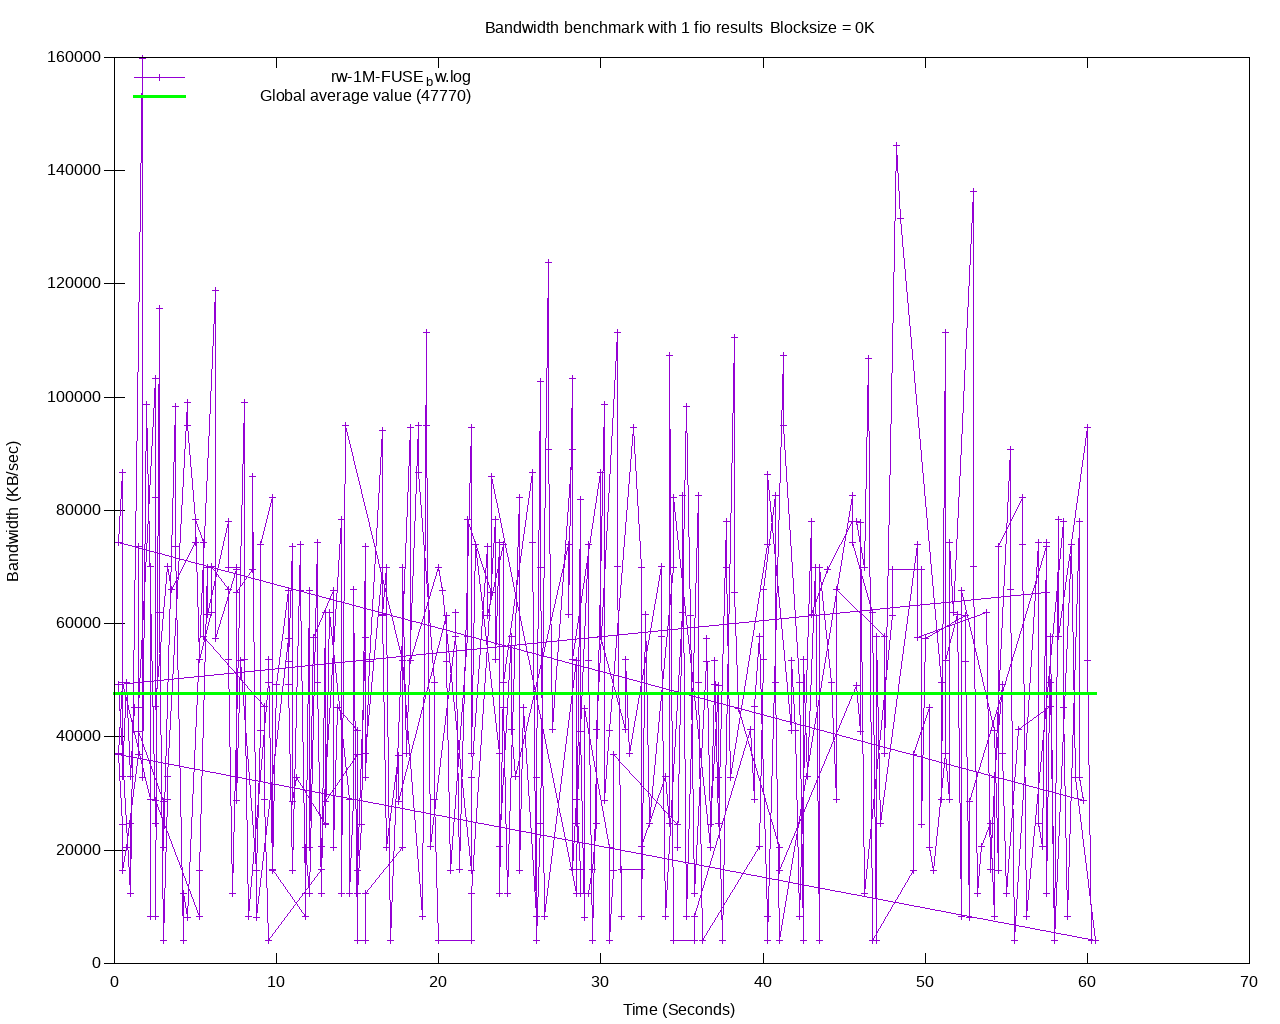 Bandwidth benchmark with 1 fio results Blocksize = 0K
160000
140000
120000
100000
80000
60000
40000
20000
0
rw-1M-FUSE_bw.log
Global average value (47770)
Bandwidth (KB/sec)
0 10 20 30 40 50 60 70
Time (Seconds)